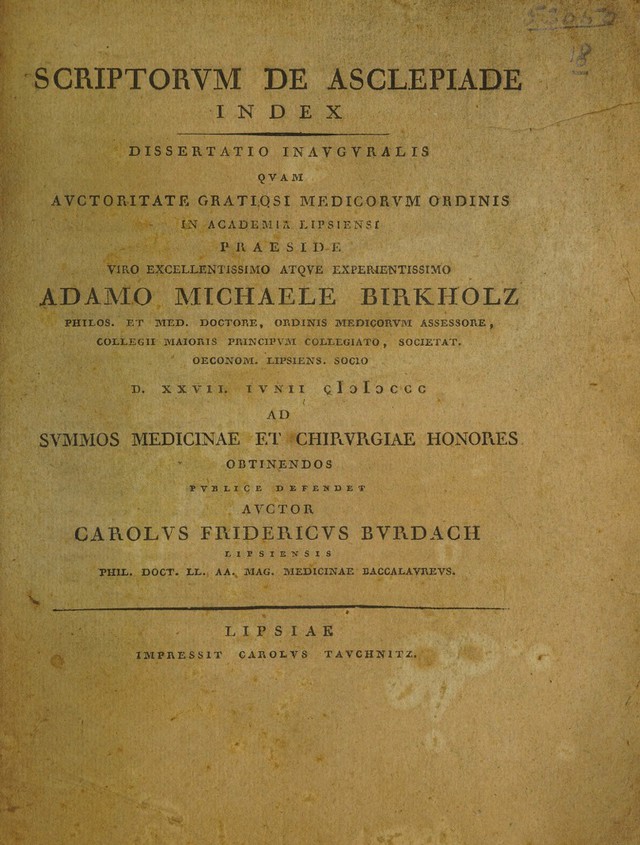 53050
18
SCRIPTORVM DE ASCLEPIADE
INDEX
DISSERTATIO INAVGVRALIS
QVAM
AVCTORITATE GRATIOSI MEDICORVM ORDINIS
IN ACADEMIA LIPSIENSI
PRAESIDE
VIRO EXCELLENTISSIMO ATQVE EXPERIENTISSIMO
ADAMO MICHAELE BIRKHOLZ
PHILOS. ET MED. DOCTORE, ORDINIS MEDICORVM ASSESSORE,
COLLEGII MAIORIS PRINCIPVM COLLEGIATO, SOCIETAT.
OECONOM. LIPSIENS. SOCIO
D. XXVII. IVNII CIƆIƆCCC
AD
SVMMOS MEDICINAE ET CHIRVRGIAE HONORES
OBTINENDOS
PVBLICE DEFENDET
AVCTOR
CAROLVS FRIDERICVS BVRDACH
LIPSIENSIS
PHIL. DOCT. LL. AA. MAG. MEDICINAE BACCALAVREVS.
LIPSIAE
IMPRESSIT CAROLVS TAVCHNITZ.